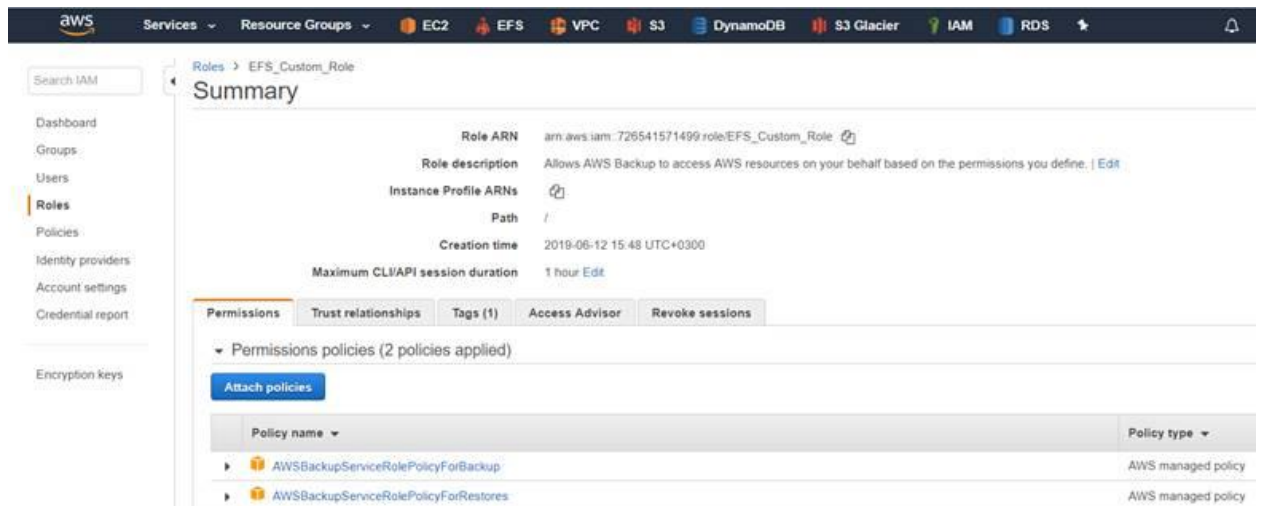 aws Services Resource Groups EC2 EFS VPC S3 DynamoDB S3 Glacier IAM RDS
Search IAM
Dashboard
Groups
Users
Roles
Policies
Identity providers
Account settings
Credential report
Encryption keys
Roles > EFS_Custom_Role
Summary
Role ARN arn:aws:iam::726541571499:role/EFS_Custom_Role
Role description Allows AWS Backup to access AWS resources on your behalf based on the permissions you define. | Edit
Instance Profile ARNs
Path /
Creation time 2019-06-12 15:48 UTC+0300
Maximum CLI/API session duration 1 hour Edit
Permissions Trust relationships Tags (1) Access Advisor Revoke sessions
Permissions policies (2 policies applied)
Attach policies
Policy name Policy type
AWSBackupServiceRolePolicyForBackup AWS managed policy
AWSBackupServiceRolePolicyForRestores AWS managed policy